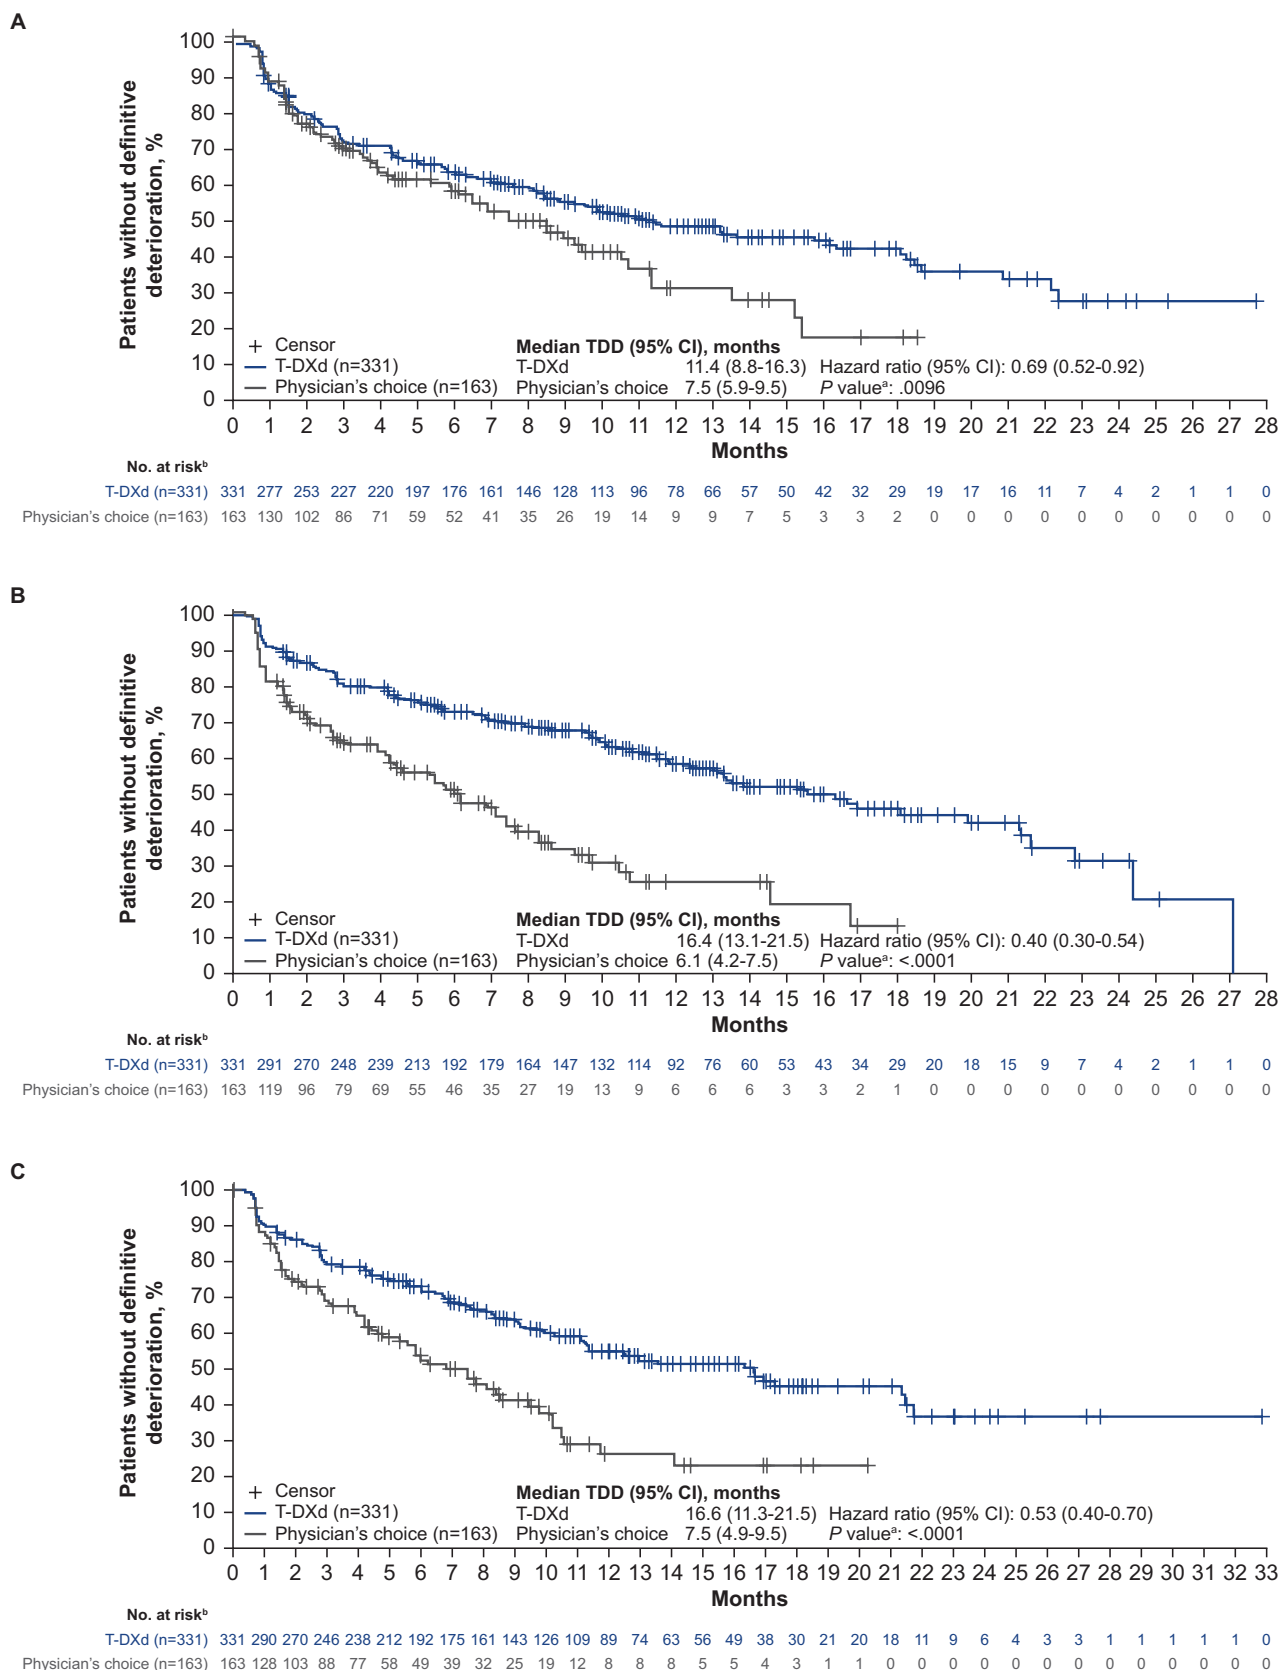 A
Patients without definitive
deterioration, %
100
90
80
70
60
50
40
30
20
10
0
Censor
T-DXd (n=331)
Physician's choice (n=163)
Median TDD (95% CI), months
T-DXd 11.4 (8.8-16.3) Hazard ratio (95% CI): 0.69 (0.52-0.92)
Physician's choice 7.5 (5.9-9.5) P valueᵃ: .0096
0 1 2 3 4 5 6 7 8 9 10 11 12 13 14 15 16 17 18 19 20 21 22 23 24 25 26 27 28
Months
No. at riskᵇ
T-DXd (n=331) 331 277 253 227 220 197 176 161 146 128 113 96 78 66 57 50 42 32 29 19 17 16 11 7 4 2 1 1 0
Physician's choice (n=163) 163 130 102 86 71 59 52 41 35 26 19 14 9 9 7 5 3 3 2 0 0 0 0 0 0 0 0 0 0
B
Patients without definitive
deterioration, %
100
90
80
70
60
50
40
30
20
10
0
Censor
T-DXd (n=331)
Physician's choice (n=163)
Median TDD (95% CI), months
T-DXd 16.4 (13.1-21.5) Hazard ratio (95% CI): 0.40 (0.30-0.54)
Physician's choice 6.1 (4.2-7.5) P valueᵃ: <.0001
0 1 2 3 4 5 6 7 8 9 10 11 12 13 14 15 16 17 18 19 20 21 22 23 24 25 26 27 28
Months
No. at riskᵇ
T-DXd (n=331) 331 291 270 248 239 213 192 179 164 147 132 114 92 76 60 53 43 34 29 20 18 15 9 7 4 2 1 1 0
Physician's choice (n=163) 163 119 96 79 69 55 46 35 27 19 13 9 6 6 6 3 3 2 1 0 0 0 0 0 0 0 0 0 0
C
Patients without definitive
deterioration, %
100
90
80
70
60
50
40
30
20
10
0
Censor
T-DXd (n=331)
Physician's choice (n=163)
Median TDD (95% CI), months
T-DXd 16.6 (11.3-21.5) Hazard ratio (95% CI): 0.53 (0.40-0.70)
Physician's choice 7.5 (4.9-9.5) P valueᵃ: <.0001
0 1 2 3 4 5 6 7 8 9 10 11 12 13 14 15 16 17 18 19 20 21 22 23 24 25 26 27 28 29 30 31 32 33
Months
No. at riskᵇ
T-DXd (n=331) 331 290 270 246 238 212 192 175 161 143 126 109 89 74 63 56 49 38 30 21 20 18 11 9 6 4 3 3 1 1 1 1 1 0
Physician's choice (n=163) 163 128 103 88 77 58 49 39 32 25 19 12 8 8 8 5 5 4 3 1 1 0 0 0 0 0 0 0 0 0 0 0 0 0